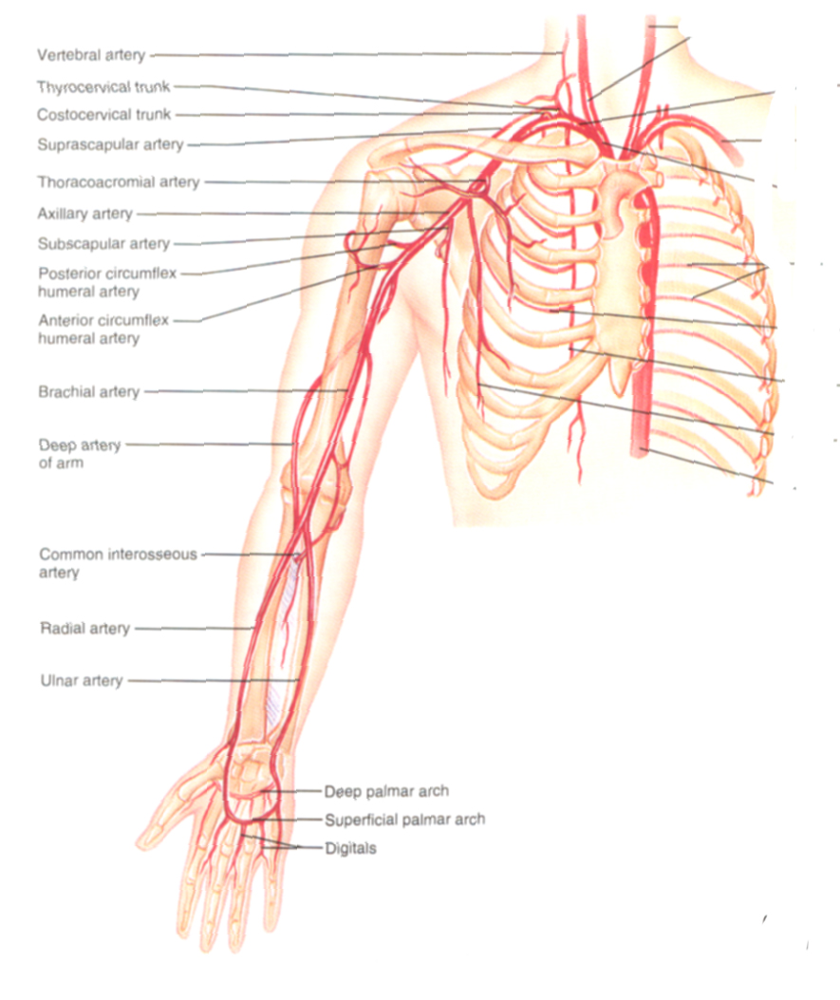 Vertebral artery
Thyrocervical trunk
Costocervical trunk
Suprascapular artery
Thoracoacromial artery
Axillary artery
Subscapular artery
Posterior circumflex
humeral artery
Anterior circumflex
humeral artery
Brachial artery
Deep artery
of arm
Common interosseous
artery
Radial artery
Ulnar artery
Deep palmar arch
Superficial palmar arch
Digitals